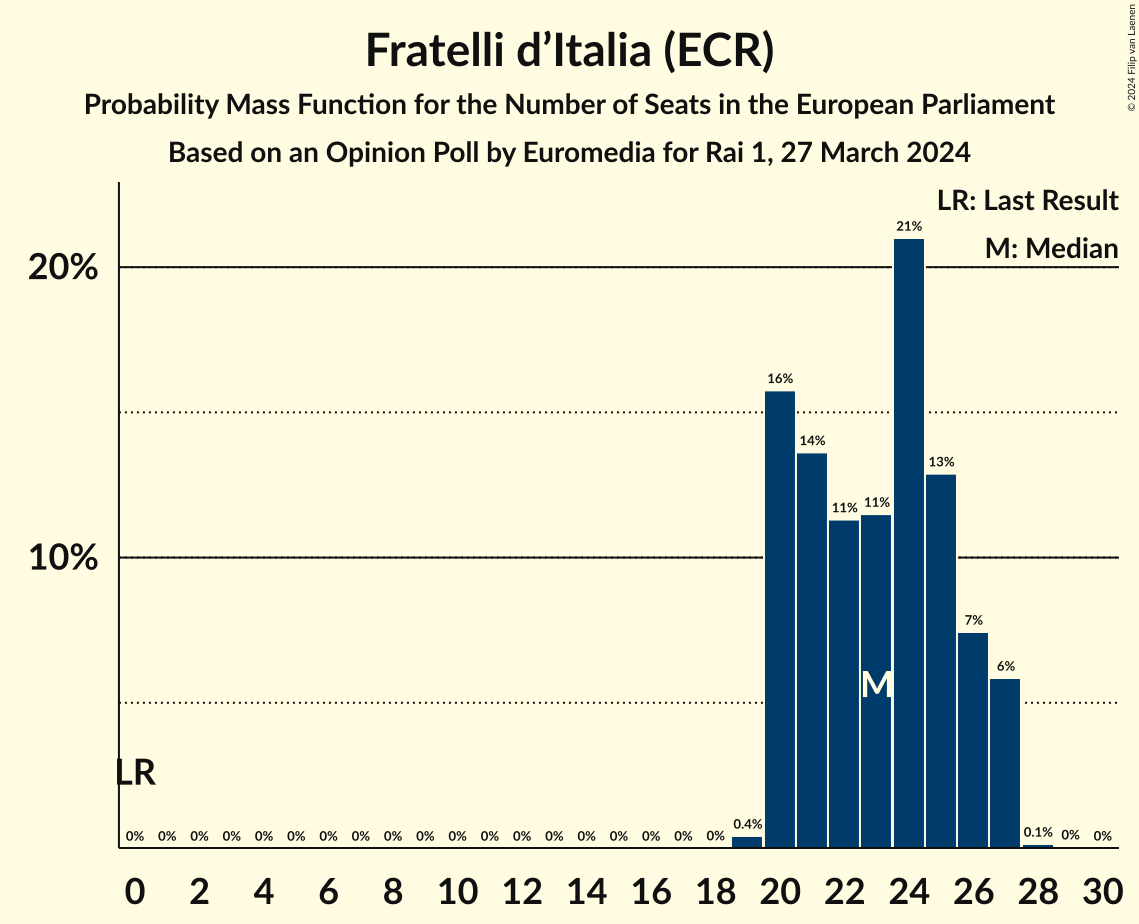 Fratelli d’Italia (ECR)
Probability Mass Function for the Number of Seats in the European Parliament
Based on an Opinion Poll by Euromedia for Rai 1, 27 March 2024
© 2024 Filip van Laenen
LR: Last Result
M: Median
20%
10%
21%
16%
14%
13%
11% 11%
7%
6%
M
LR
0% 0% 0% 0% 0% 0% 0% 0% 0% 0% 0% 0% 0% 0% 0% 0% 0% 0% 0% 0.4% 0.1% 0% 0%
0 2 4 6 8 10 12 14 16 18 20 22 24 26 28 30